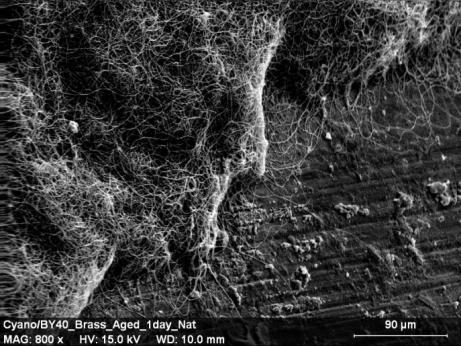 Cyano/BY40_Brass_Aged_1day_Nat
MAG: 800 x HV: 15.0 kV WD: 10.0 mm
90 µm